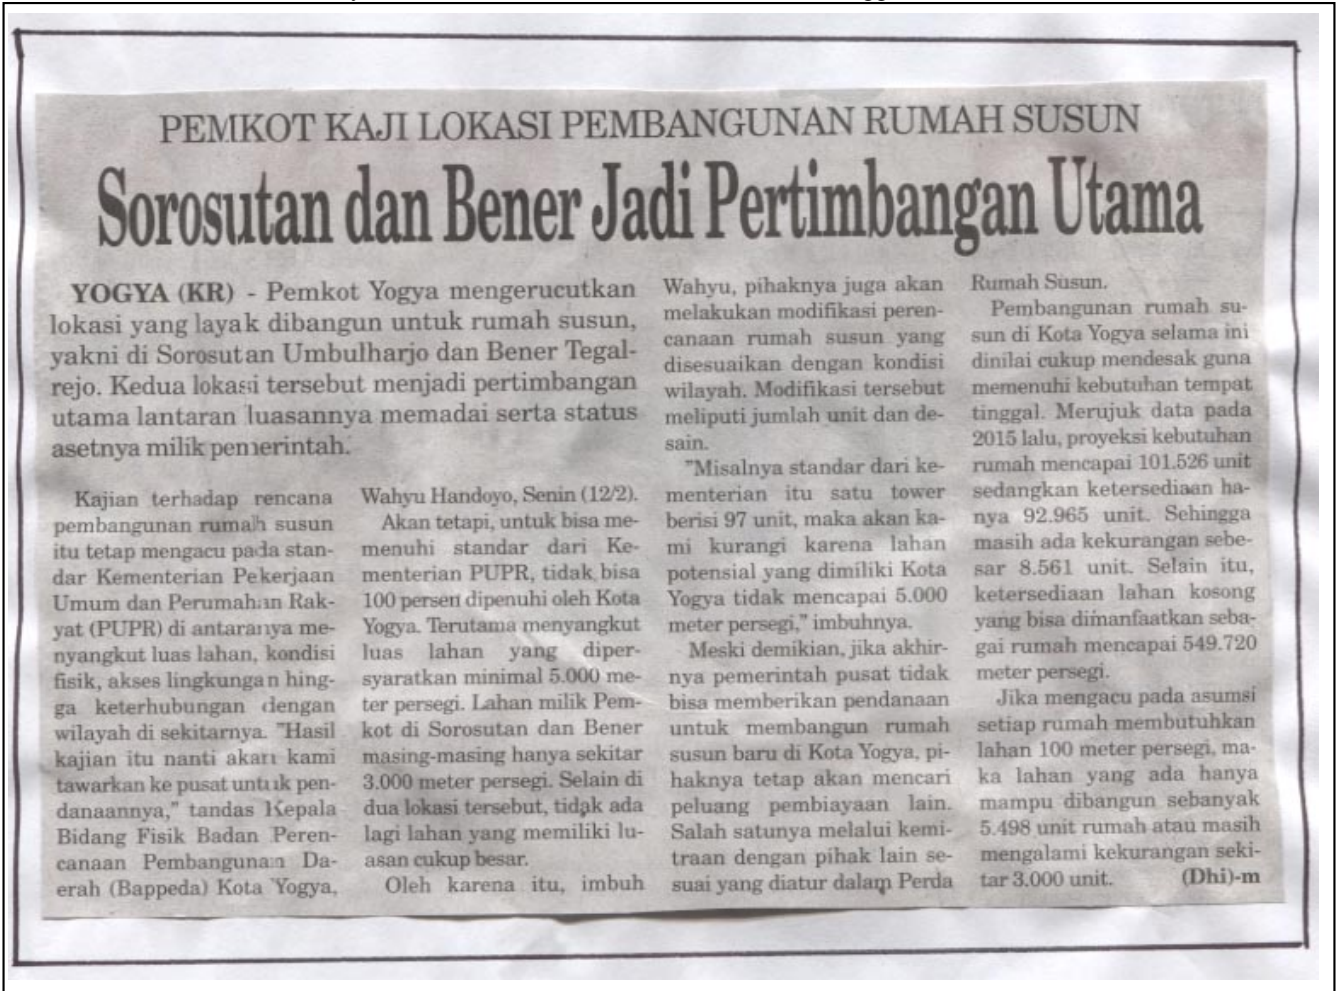 PEMKOT KAJI LOKASI PEMBANGUNAN RUMAH SUSUN
Sorosutan dan Bener Jadi Pertimbangan Utama
YOGYA (KR) - Pemkot Yogya mengerucutkan
lokasi yang layak dibangun untuk rumah susun,
yakni di Sorosutan Umbulharjo dan Bener Tegal-
rejo. Kedua lokasi tersebut menjadi pertimbangan
utama lantaran luasannya memadai serta status
asetnya milik pemerintah.
Kajian terhadap rencana
pembangunan rumah susun
itu tetap mengacu pada stan-
dar Kementerian Pekerjaan
Umum dan Perumahan Rak-
yat (PUPR) di antaranya me-
nyangkut luas lahan, kondisi
fisik, akses lingkungan hing-
ga keterhubungan dengan
wilayah di sekitarnya. "Hasil
kajian itu nanti akan kami
tawarkan ke pusat untuk pen-
danaannya," tandas Kepala
Bidang Fisik Badan Peren-
canaan Pembangunan Da-
erah (Bappeda) Kota Yogya,
Wahyu Handoyo, Senin (12/2).
Akan tetapi, untuk bisa me-
menuhi standar dari Ke-
menterian PUPR, tidak bisa
100 persen dipenuhi oleh Kota
Yogya. Terutama menyangkut
luas lahan yang diper-
syaratkan minimal 5.000 me-
ter persegi. Lahan milik Pem-
kot di Sorosutan dan Bener
masing-masing hanya sekitar
3.000 meter persegi. Selain di
dua lokasi tersebut, tidak ada
lagi lahan yang memiliki lu-
asan cukup besar.
Oleh karena itu, imbuh
Wahyu, pihaknya juga akan
melakukan modifikasi peren-
canaan rumah susun yang
disesuaikan dengan kondisi
wilayah. Modifikasi tersebut
meliputi jumlah unit dan de-
sain.
"Misalnya standar dari ke-
menterian itu satu tower
berisi 97 unit, maka akan ka-
mi kurangi karena lahan
potensial yang dimiliki Kota
Yogya tidak mencapai 5.000
meter persegi," imbuhnya.
Meski demikian, jika akhir-
nya pemerintah pusat tidak
bisa memberikan pendanaan
untuk membangun rumah
susun baru di Kota Yogya, pi-
haknya tetap akan mencari
peluang pembiayaan lain.
Salah satunya melalui kemi-
traan dengan pihak lain se-
suai yang diatur dalam Perda
Rumah Susun.
Pembangunan rumah su-
sun di Kota Yogya selama ini
dinilai cukup mendesak guna
memenuhi kebutuhan tempat
tinggal. Merujuk data pada
2015 lalu, proyeksi kebutuhan
rumah mencapai 101.526 unit
sedangkan ketersediaan ha-
nya 92.965 unit. Sehingga
masih ada kekurangan sebe-
sar 8.561 unit. Selain itu,
ketersediaan lahan kosong
yang bisa dimanfaatkan seba-
gai rumah mencapai 549.720
meter persegi.
Jika mengacu pada asumsi
setiap rumah membutuhkan
lahan 100 meter persegi, ma-
ka lahan yang ada hanya
mampu dibangun sebanyak
5.498 unit rumah atau masih
mengalami kekurangan seki-
tar 3.000 unit. (Dhi)-m